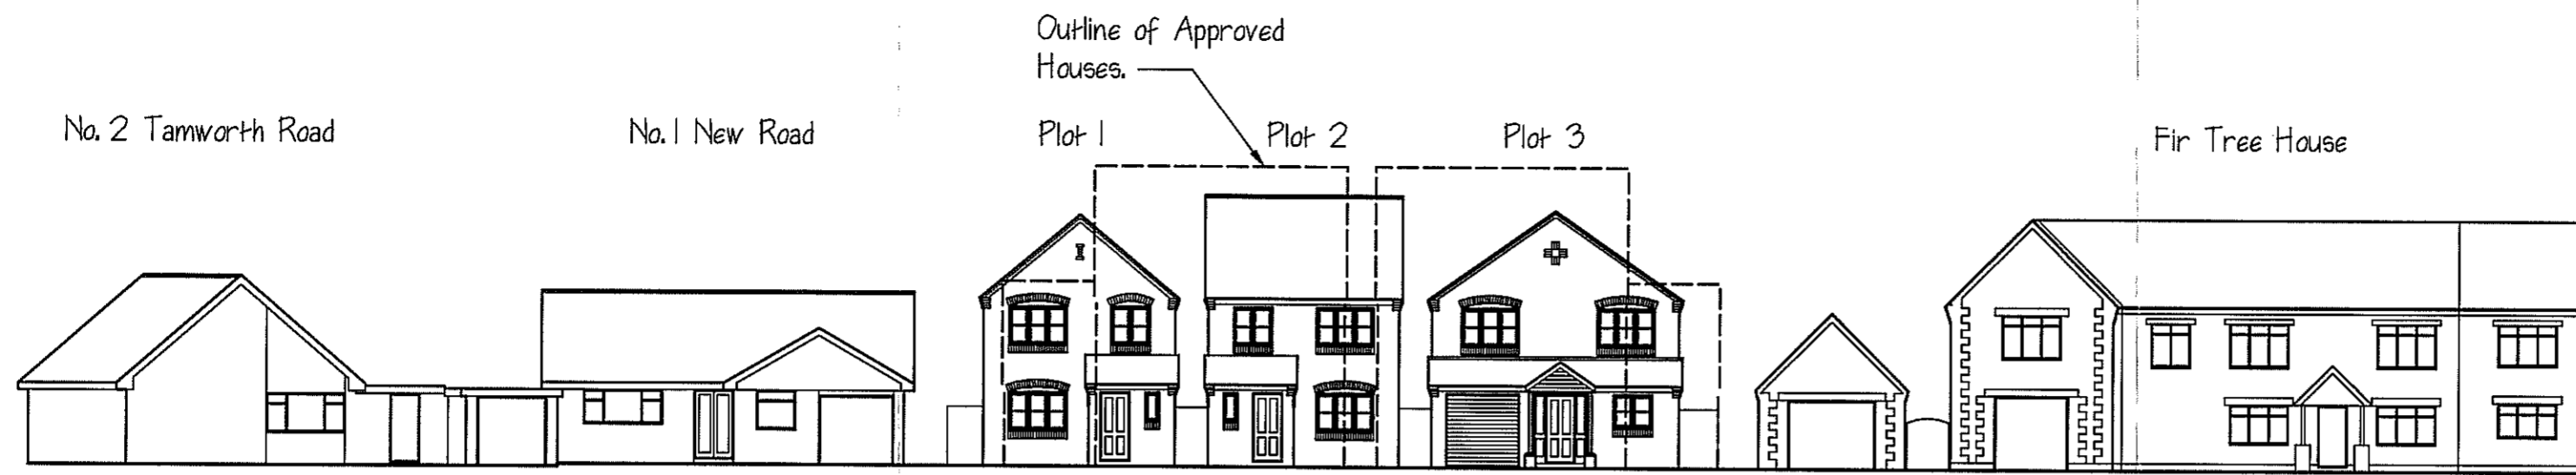 Outline of Approved
Houses.
No. 2 Tamworth Road
No. 1 New Road
Plot 1
Plot 2
Plot 3
Fir Tree House